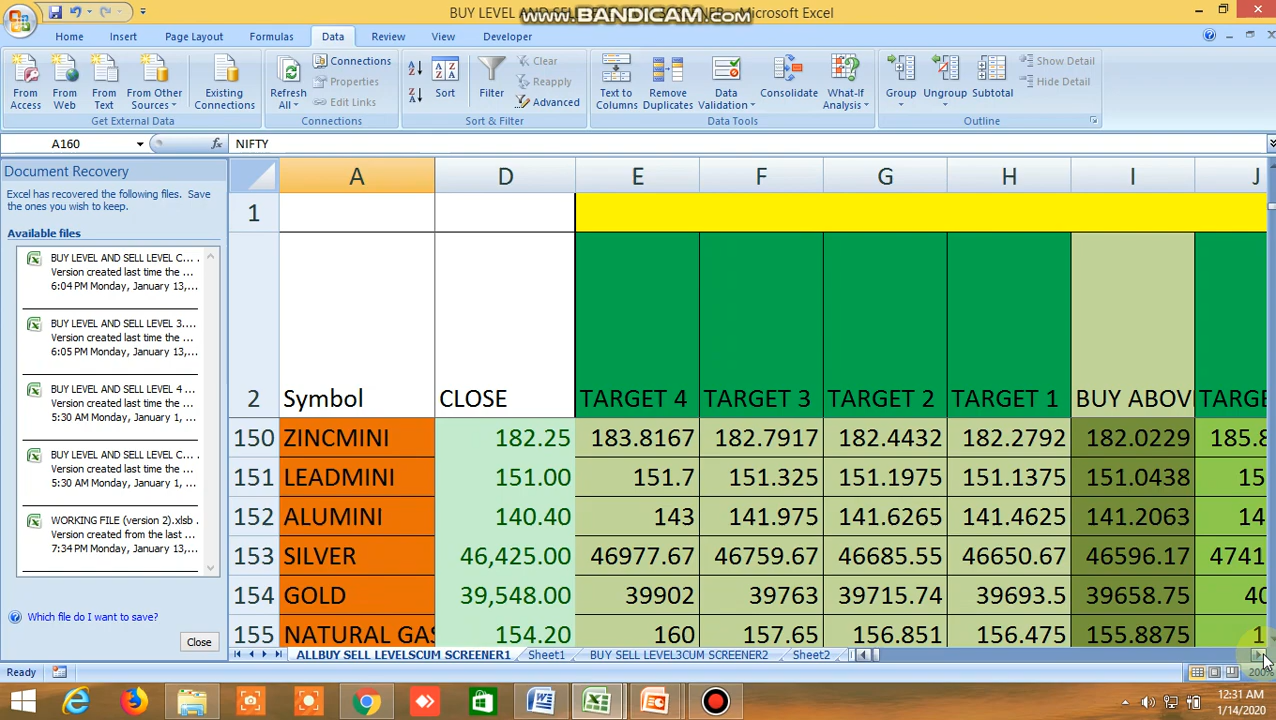 BUY LEVEL AND SELL
www.BANDICAM.com
- Microsoft Excel
Home Insert Page Layout Formulas Data Review View Developer
From Access
From Web
From Text
From Other Sources
Existing Connections
Get External Data
Refresh All
Connections
Properties
Edit Links
Connections
Sort
Filter
Clear
Reapply
Advanced
Sort & Filter
Text to Columns
Remove Duplicates
Data Validation
Consolidate
What-If Analysis
Data Tools
Group
Ungroup
Subtotal
Show Detail
Hide Detail
Outline
A160 fx NIFTY
Document Recovery
Excel has recovered the following files. Save the ones you wish to keep.
Available files
BUY LEVEL AND SELL LEVEL C... .
Version created last time the ...
6:04 PM Monday, January 13,...
BUY LEVEL AND SELL LEVEL 3....
Version created last time the ...
6:05 PM Monday, January 13,...
BUY LEVEL AND SELL LEVEL 4
Version created last time the ...
5:30 AM Monday, January 1, ...
BUY LEVEL AND SELL LEVEL C... .
Version created last time the ...
5:30 AM Monday, January 1, ...
WORKING FILE (version 2).xlsb .
Version created from the last ...
7:34 PM Monday, January 13,...
Which file do I want to save?
Close
A D E F G H I J
1
2 Symbol CLOSE TARGET 4 TARGET 3 TARGET 2 TARGET 1 BUY ABOV TARGE
150 ZINCMINI 182.25 183.8167 182.7917 182.4432 182.2792 182.0229 185.8
151 LEADMINI 151.00 151.7 151.325 151.1975 151.1375 151.0438 15
152 ALUMINI 140.40 143 141.975 141.6265 141.4625 141.2063 14
153 SILVER 46,425.00 46977.67 46759.67 46685.55 46650.67 46596.17 4741
154 GOLD 39,548.00 39902 39763 39715.74 39693.5 39658.75 40
155 NATURAL GAS 154.20 160 157.65 156.851 156.475 155.8875 1
ALLBUY SELL LEVELSCUM SCREENER1 Sheet1 BUY SELL LEVEL3CUM SCREENER2 Sheet2
Ready 200%
12:31 AM
1/14/2020